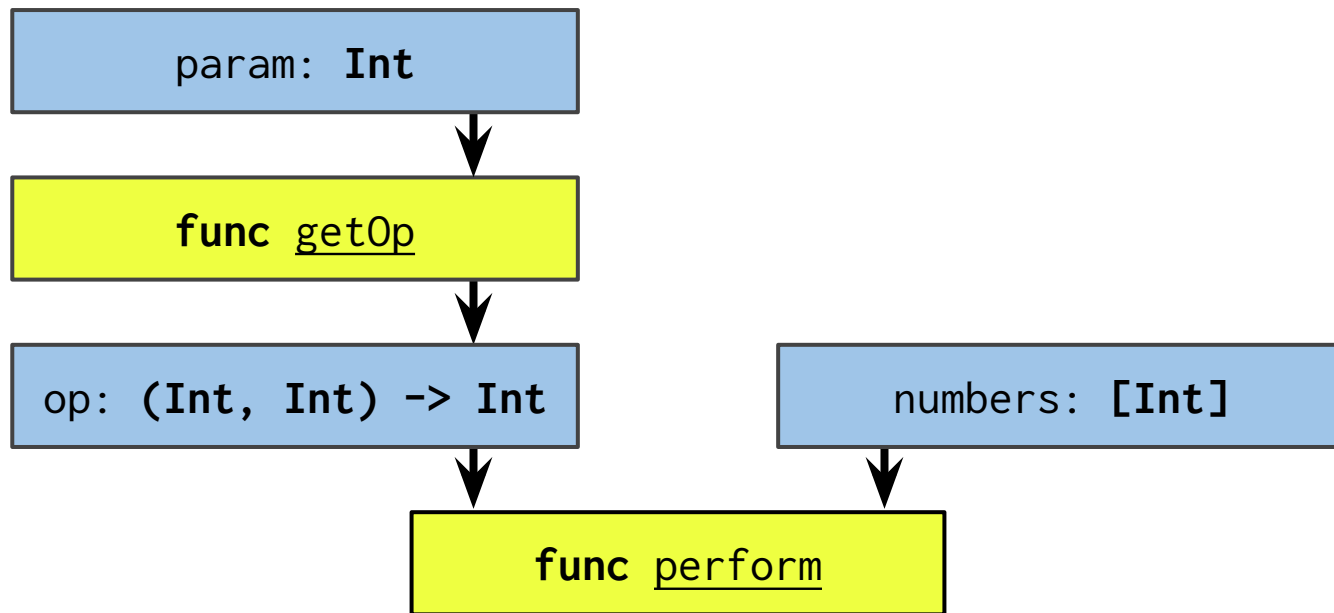 param: Int
func getOp
op: (Int, Int) -> Int
numbers: [Int]
func perform